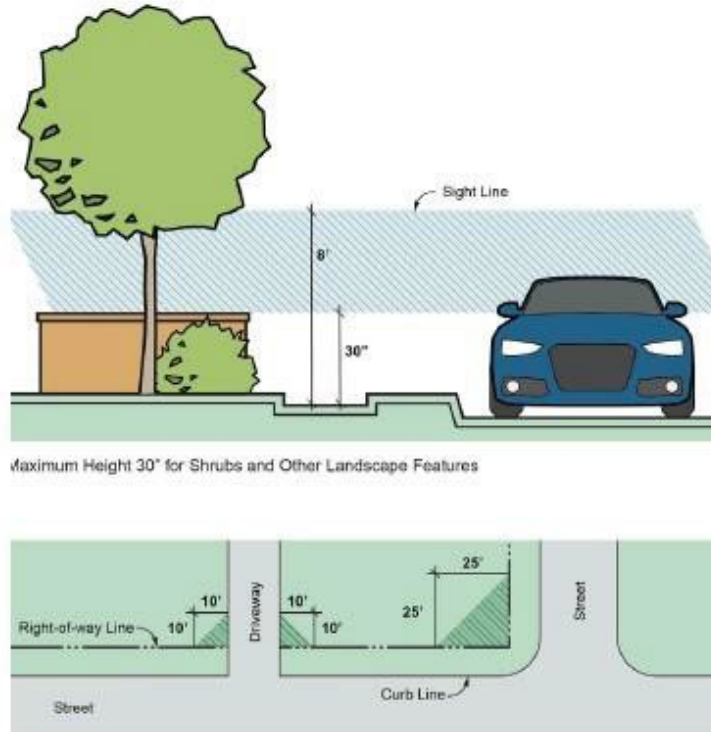 Sight Line
8'
30"
Maximum Height 30" for Shrubs and Other Landscape Features
25'
10'
10'
Right-of-way Line
10'
10'
25'
Driveway
Street
Curb Line
Street